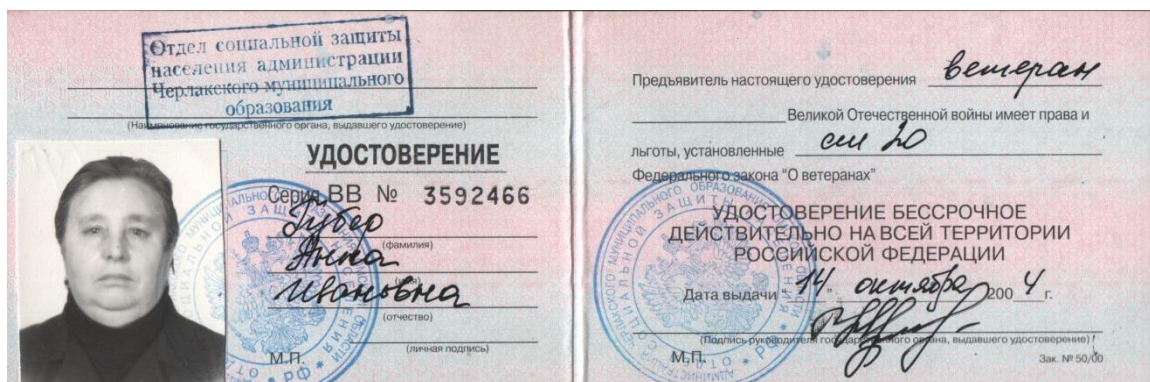 Отдел социальной защиты
населения администрации
Черлакского муниципального
образования
(Наименование государственного органа, выдавшего удостоверение)
УДОСТОВЕРЕНИЕ
Серия ВВ № 3592466
(фамилия)
Анна
(имя)
Ивановна
(отчество)
(личная подпись)
М.П.
Предъявитель настоящего удостоверения ветеран
Великой Отечественной войны имеет права и
льготы, установленные ст 20
Федерального закона "О ветеранах"
УДОСТОВЕРЕНИЕ БЕССРОЧНОЕ
ДЕЙСТВИТЕЛЬНО НА ВСЕЙ ТЕРРИТОРИИ
РОССИЙСКОЙ ФЕДЕРАЦИИ
Дата выдачи "14" октября 2004 г.
(Подпись руководителя государственного органа, выдавшего удостоверение)
М.П.
Зак. № 50/00